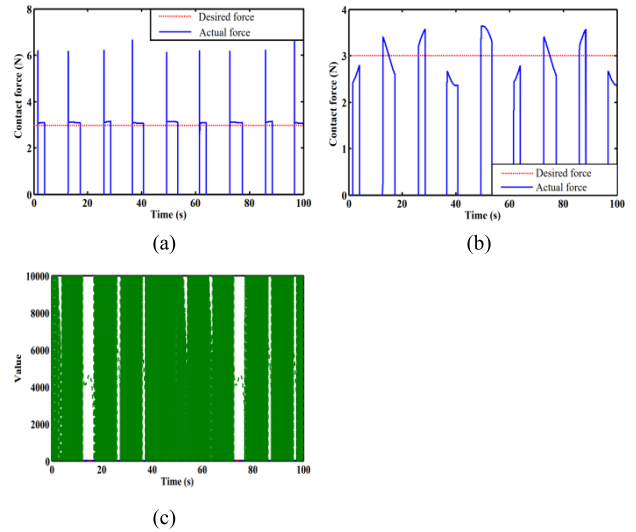 8
6
4
2
0
Contact force (N)
Desired force
Actual force
0 20 40 60 80 100
Time (s)
(a)
4
3
2
1
0
Contact force (N)
Desired force
Actual force
0 20 40 60 80 100
Time (s)
(b)
10000
8000
6000
4000
2000
0
Value
0 20 40 60 80 100
Time (s)
(c)